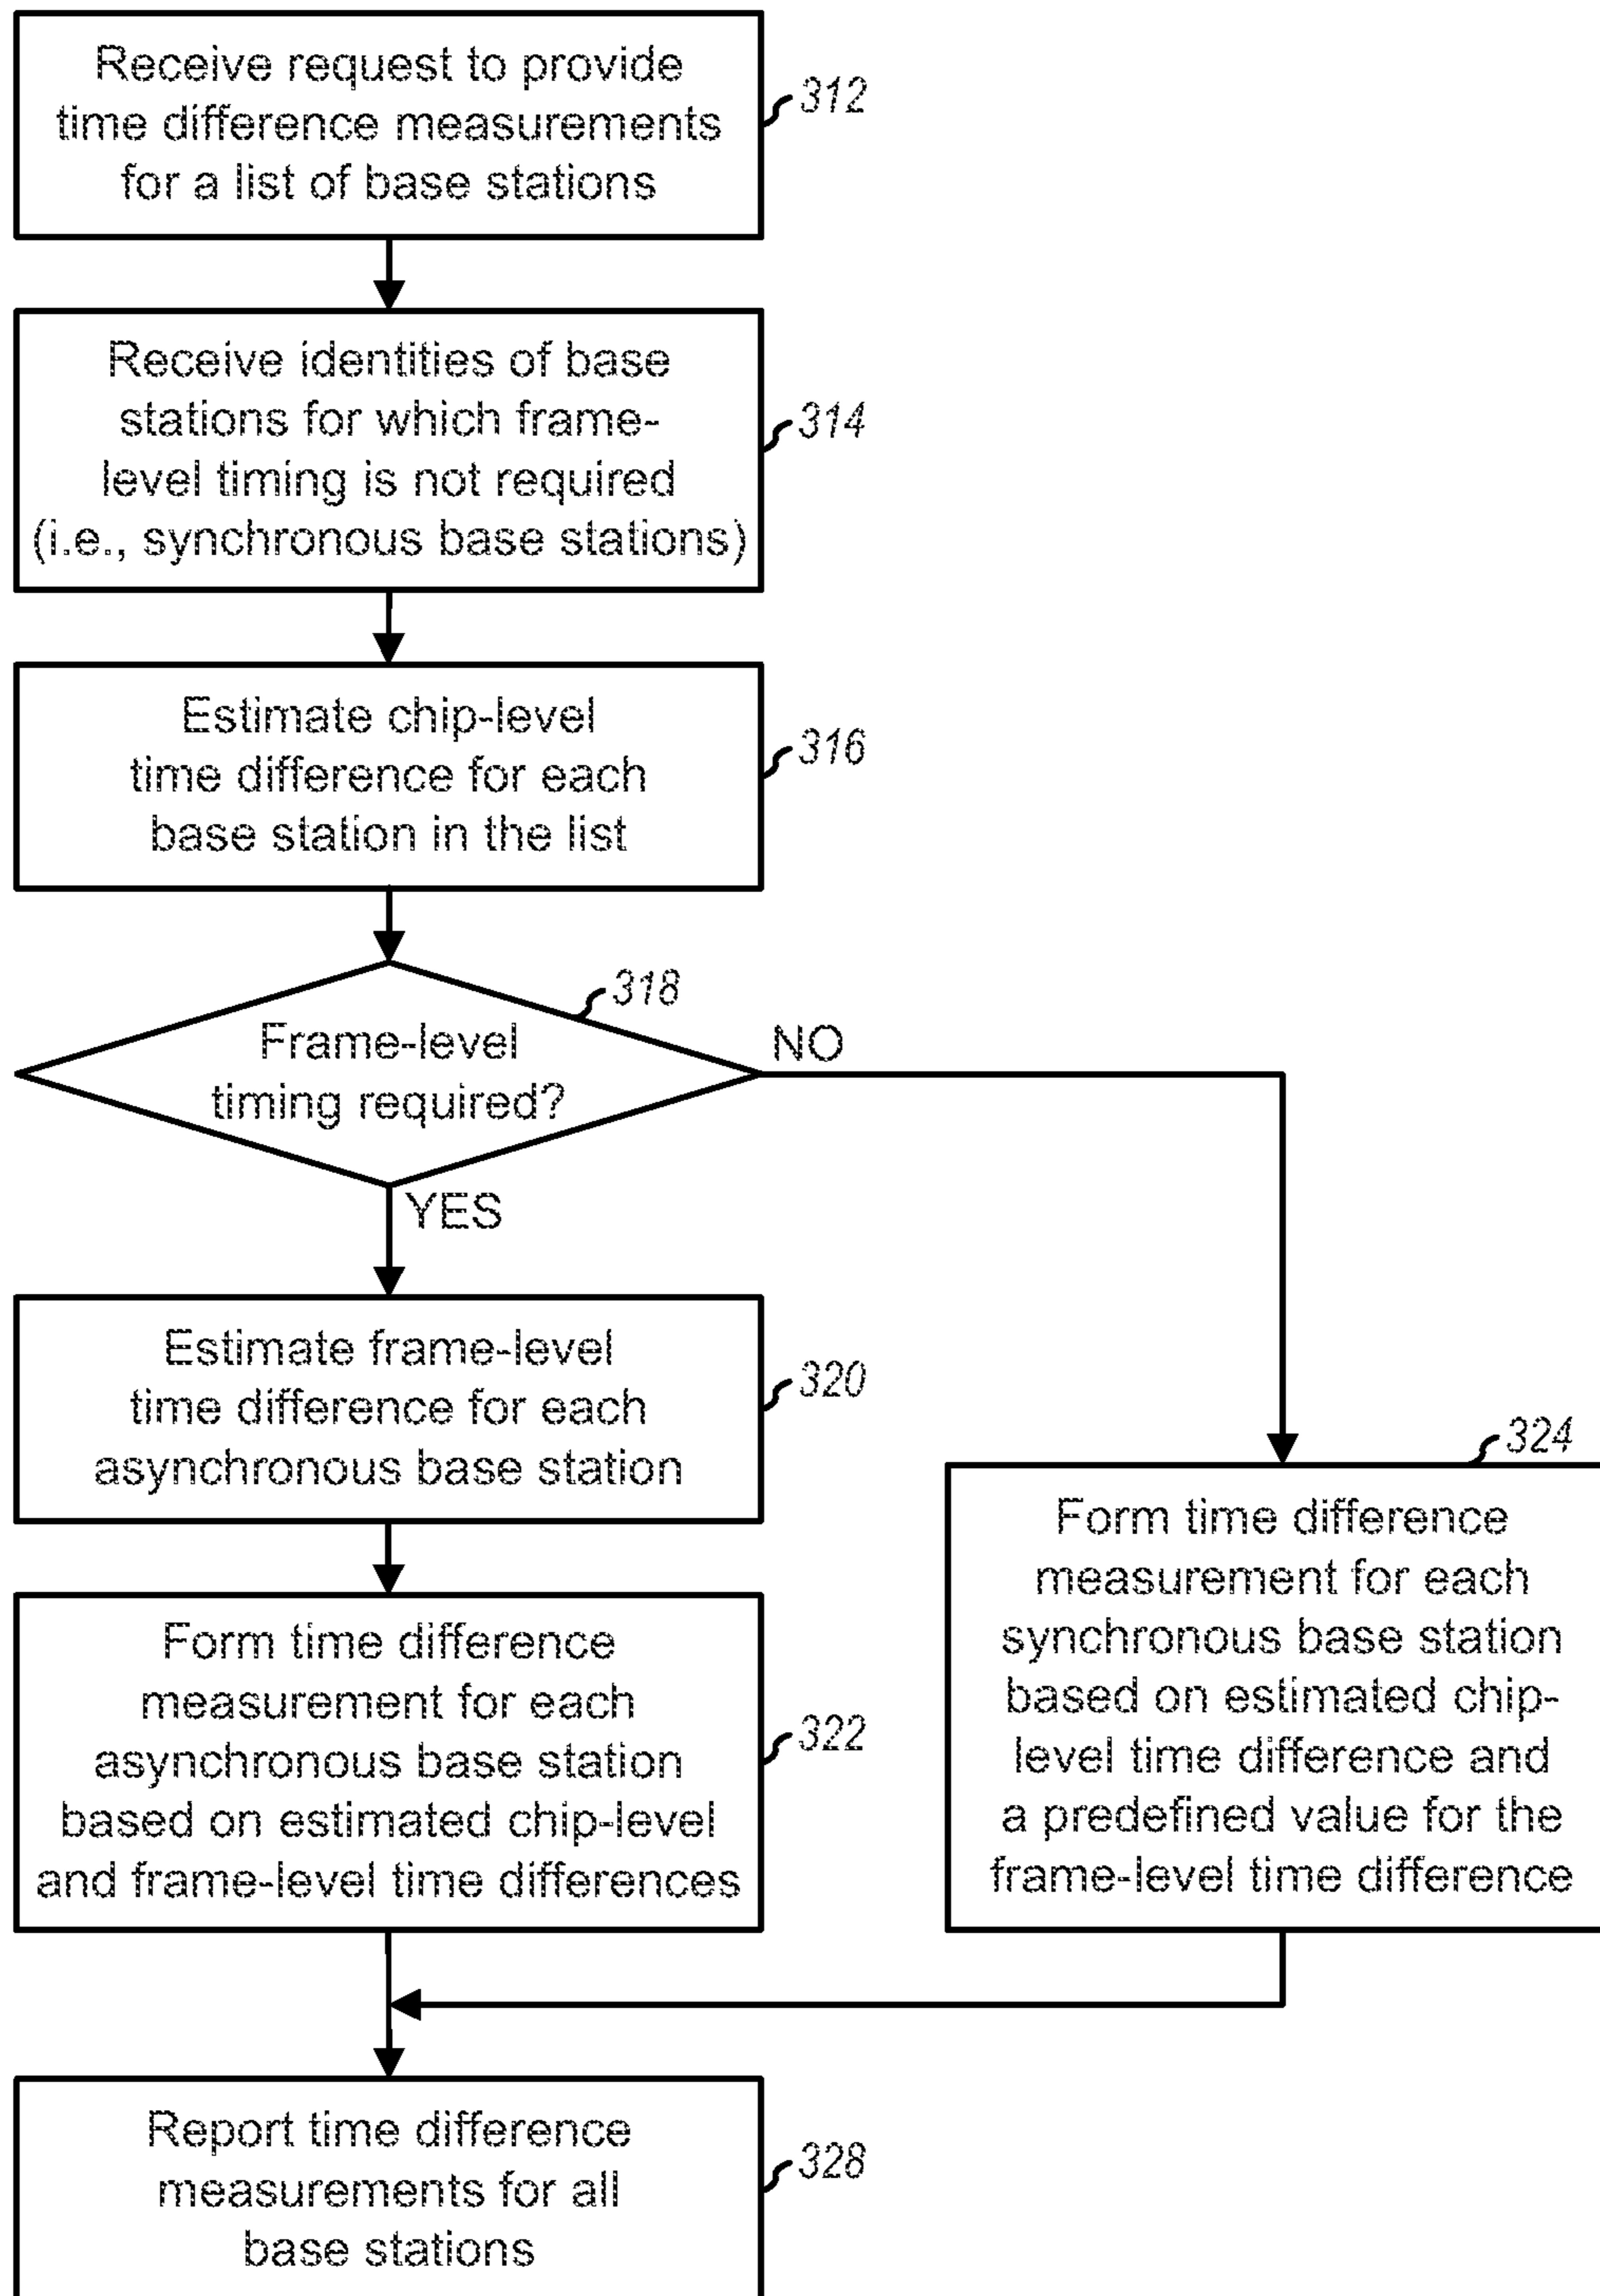 Receive request to provide
time difference measurements
for a list of base stations
312
Receive identities of base
stations for which frame-
level timing is not required
(i.e., synchronous base stations)
314
Estimate chip-level
time difference for each
base station in the list
316
318
Frame-level
timing required?
NO
YES
Estimate frame-level
time difference for each
asynchronous base station
320
Form time difference
measurement for each
asynchronous base station
based on estimated chip-level
and frame-level time differences
322
324
Form time difference
measurement for each
synchronous base station
based on estimated chip-
level time difference and
a predefined value for the
frame-level time difference
Report time difference
measurements for all
base stations
328